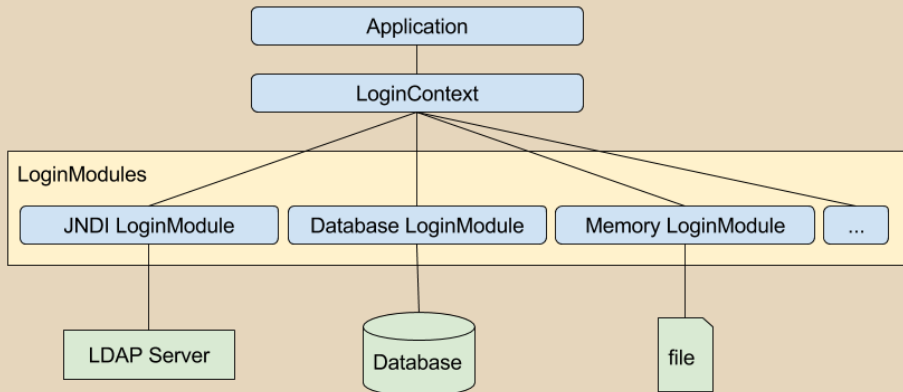 Application
LoginContext
LoginModules
JNDI LoginModule
Database LoginModule
Memory LoginModule
...
LDAP Server
Database
file